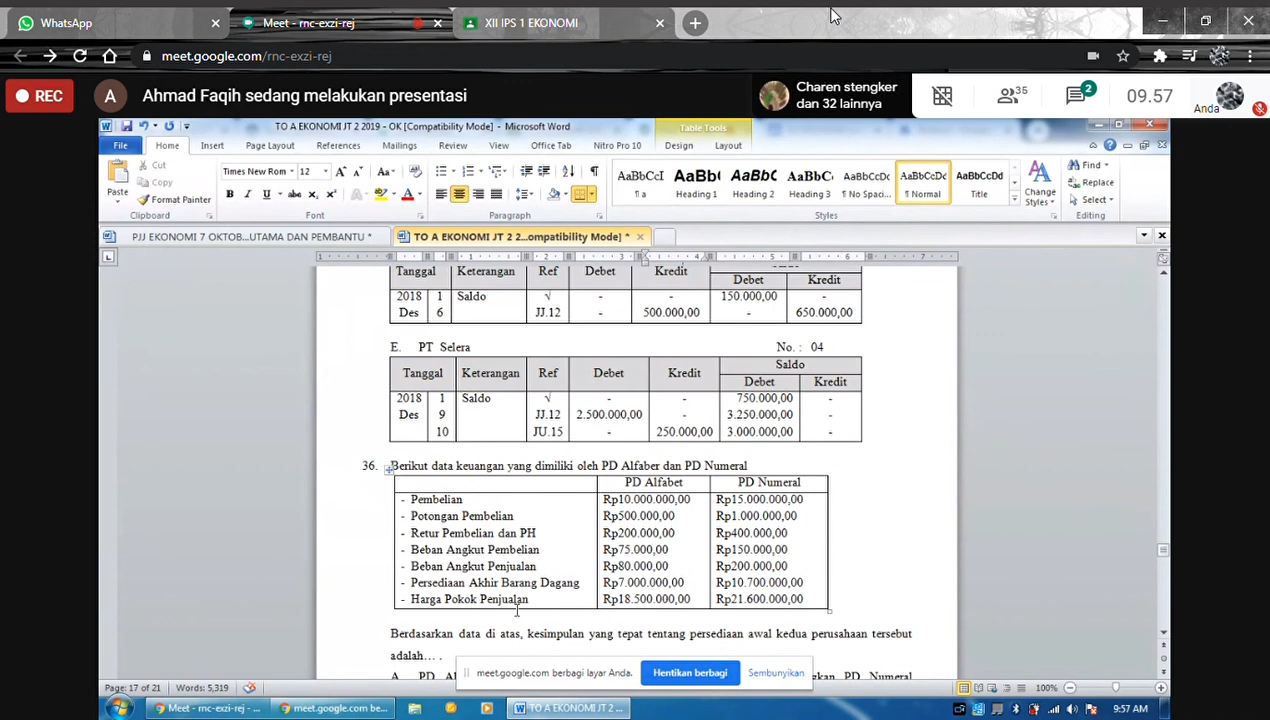 WhatsApp
Meet - rnc-exzi-rej
XII IPS 1 EKONOMI
meet.google.com/rnc-exzi-rej
REC
A
Ahmad Faqih sedang melakukan presentasi
Charen stengker
dan 32 lainnya
35
2
09.57
Anda
TO A EKONOMI JT 2 2019 - OK [Compatibility Mode] - Microsoft Word
Table Tools
File Home Insert Page Layout References Mailings Review View Office Tab Nitro Pro 10 Design Layout
Paste
Cut
Copy
Format Painter
Clipboard
Times New Rom 12
Font
Paragraph
AaBbCcI AaBb( AaBbC AaBbC: AaBbCcDc AaBbCcDc AaBbCcDc
¶ a Heading 1 Heading 2 Heading 3 ¶ No Spaci... ¶ Normal Title
Change
Styles
Styles
Find
Replace
Select
Editing
PJJ EKONOMI 7 OKTOB...UTAMA DAN PEMBANTU *
TO A EKONOMI JT 2 2...ompatibility Mode] *
Tanggal Keterangan Ref Debet Kredit
Debet Kredit
2018 1 Saldo √ - - 150.000,00 -
Des 6 JJ.12 - 500.000,00 - 650.000,00
E. PT Selera No. : 04
Tanggal Keterangan Ref Debet Kredit Saldo
Debet Kredit
2018 1 Saldo √ - - 750.000,00 -
Des 9 JJ.12 2.500.000,00 - 3.250.000,00 -
10 JU.15 - 250.000,00 3.000.000,00 -
36. Berikut data keuangan yang dimiliki oleh PD Alfaber dan PD Numeral
PD Alfabet PD Numeral
- Pembelian Rp10.000.000,00 Rp15.000.000,00
- Potongan Pembelian Rp500.000,00 Rp1.000.000,00
- Retur Pembelian dan PH Rp200.000,00 Rp400.000,00
- Beban Angkut Pembelian Rp75.000,00 Rp150.000,00
- Beban Angkut Penjualan Rp80.000,00 Rp200.000,00
- Persediaan Akhir Barang Dagang Rp7.000.000,00 Rp10.700.000,00
- Harga Pokok Penjualan Rp18.500.000,00 Rp21.600.000,00
Berdasarkan data di atas, kesimpulan yang tepat tentang persediaan awal kedua perusahaan tersebut
adalah… .
meet.google.com berbagi layar Anda.
Hentikan berbagi
Sembunyikan
Page: 17 of 21 Words: 5,319
100%
Meet - rnc-exzi-rej - ...
meet.google.com be...
TO A EKONOMI JT 2 ...
9:57 AM